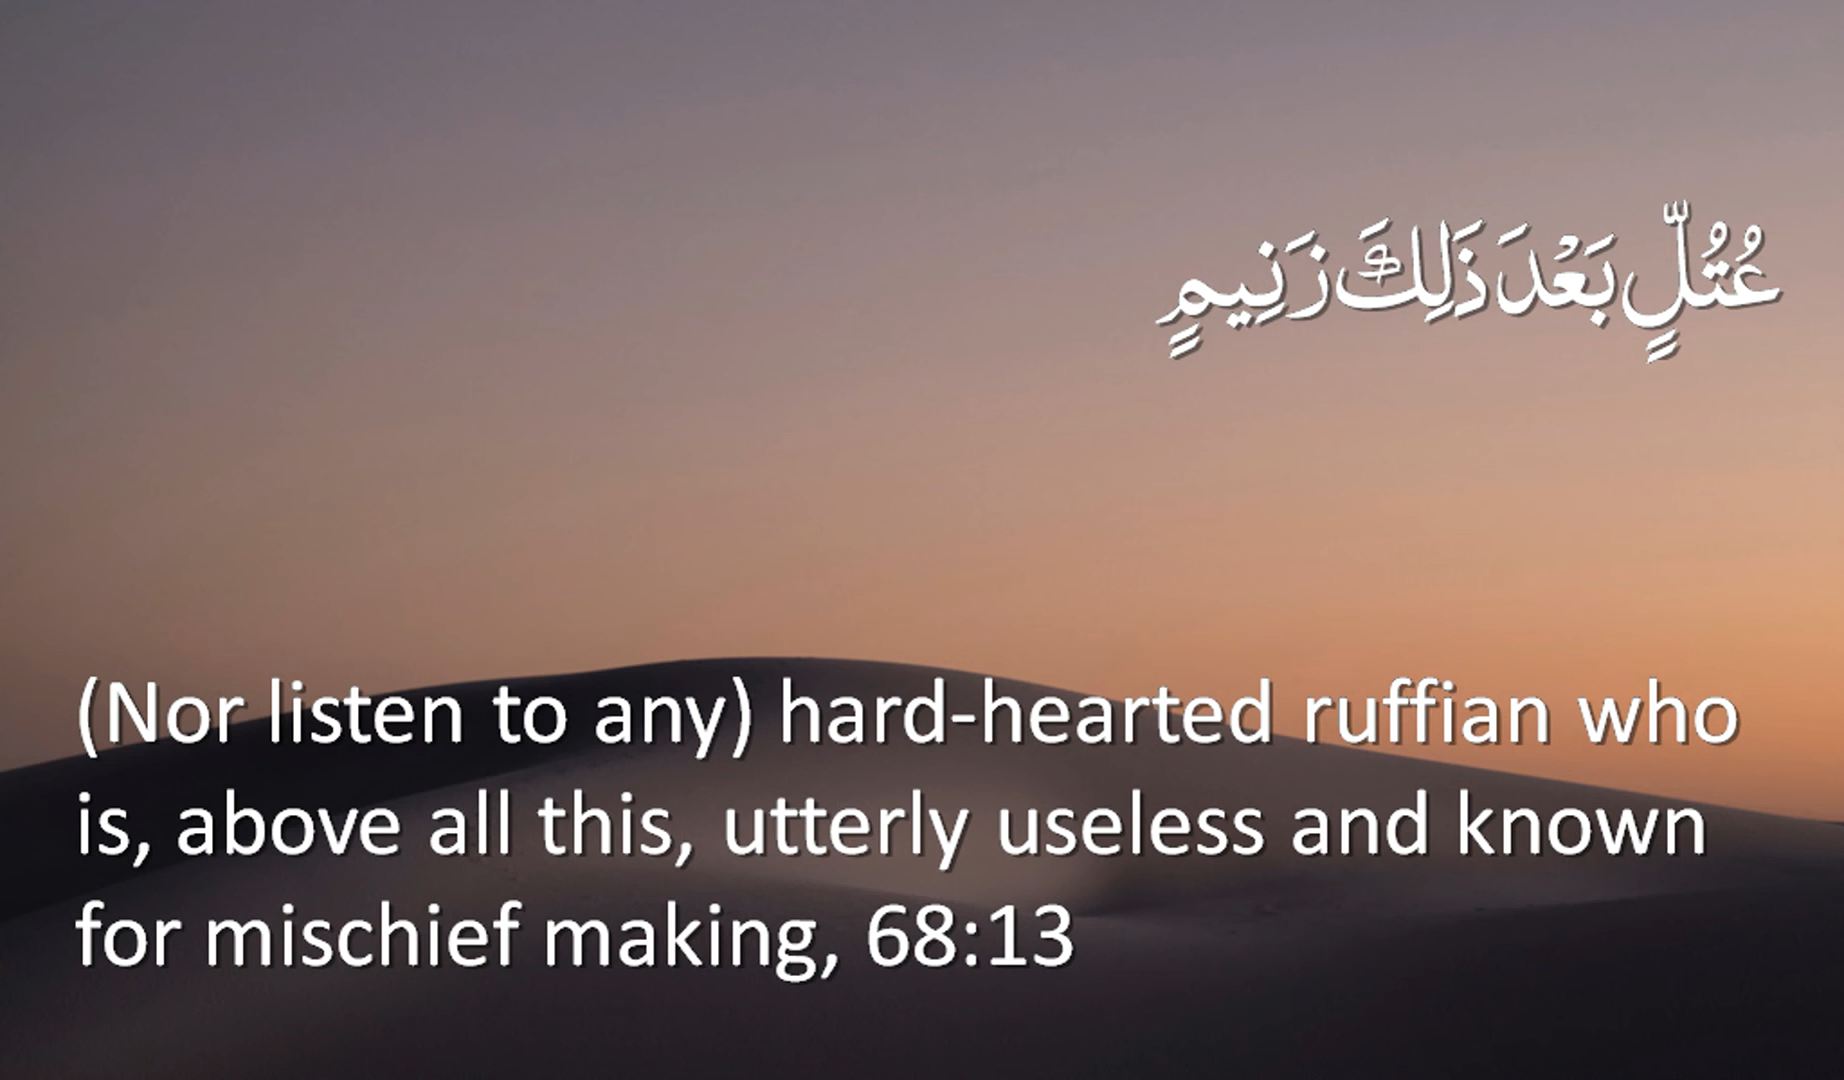 عُتُلٍّ بَعْدَ ذَٰلِكَ زَنِيمٍ
(Nor listen to any) hard-hearted ruffian who
is, above all this, utterly useless and known
for mischief making, 68:13